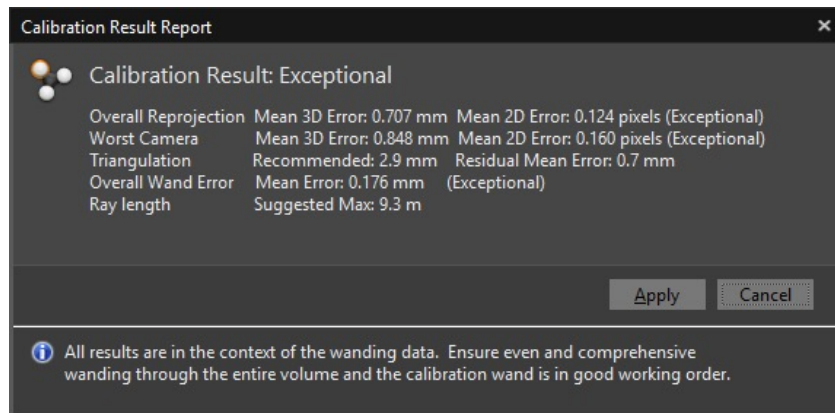 Calibration Result Report
Calibration Result: Exceptional
Overall Reprojection Mean 3D Error: 0.707 mm Mean 2D Error: 0.124 pixels (Exceptional)
Worst Camera Mean 3D Error: 0.848 mm Mean 2D Error: 0.160 pixels (Exceptional)
Triangulation Recommended: 2.9 mm Residual Mean Error: 0.7 mm
Overall Wand Error Mean Error: 0.176 mm (Exceptional)
Ray length Suggested Max: 9.3 m
Apply Cancel
All results are in the context of the wanding data. Ensure even and comprehensive
wanding through the entire volume and the calibration wand is in good working order.